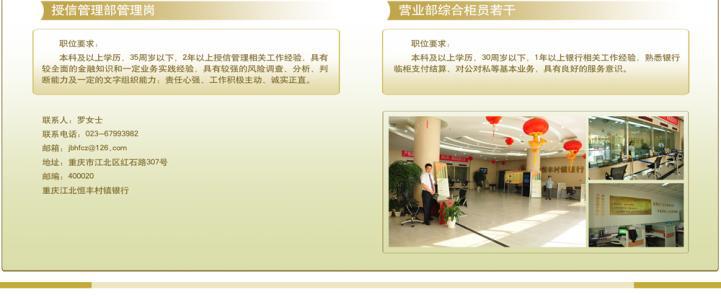 授信管理部管理岗
职位要求：
本科及以上学历，35周岁以下，2年以上授信管理相关工作经验，具有
较全面的金融知识和一定业务实践经验，具有较强的风险调查、分析、判
断能力及一定的文字组织能力；责任心强、工作积极主动、诚实正直。
营业部综合柜员若干
职位要求：
本科及以上学历，30周岁以下，1年以上银行相关工作经验，熟悉银行
临柜支付结算、对公对私等基本业务，具有良好的服务意识。
联系人：罗女士
联系电话：023-67993982
邮箱：jbhfcz@126.com
地址：重庆市江北区红石路307号
邮编：400020
重庆江北恒丰村镇银行
恒丰村镇银行